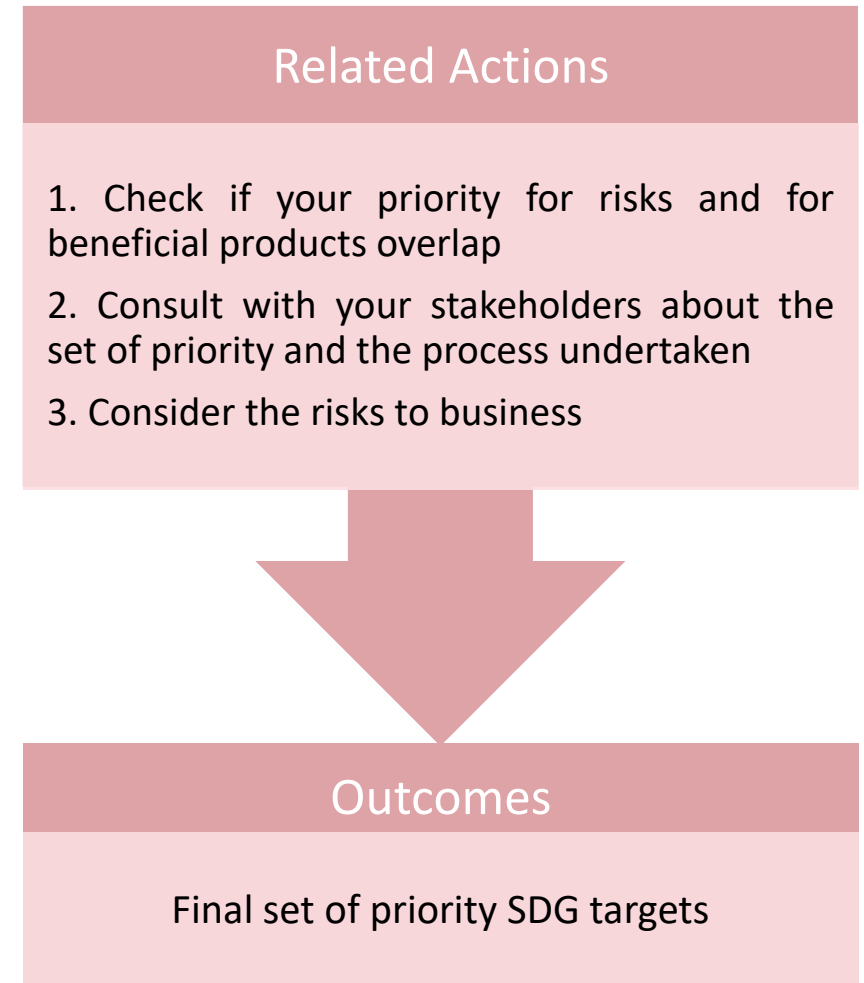 Related Actions
1. Check if your priority for risks and for
beneficial products overlap
2. Consult with your stakeholders about the
set of priority and the process undertaken
3. Consider the risks to business
Outcomes
Final set of priority SDG targets